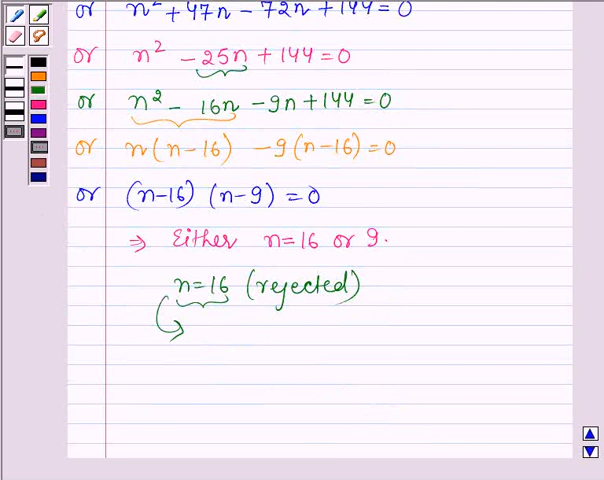 or n² + 47n - 72n + 144 = 0
or n² - 25n + 144 = 0
or n² - 16n - 9n + 144 = 0
or n(n-16) - 9(n-16) = 0
or (n-16) (n-9) = 0
⇒ Either n=16 or 9.
n=16 (rejected)